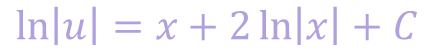 ln|u| = x + 2 ln|x| + C